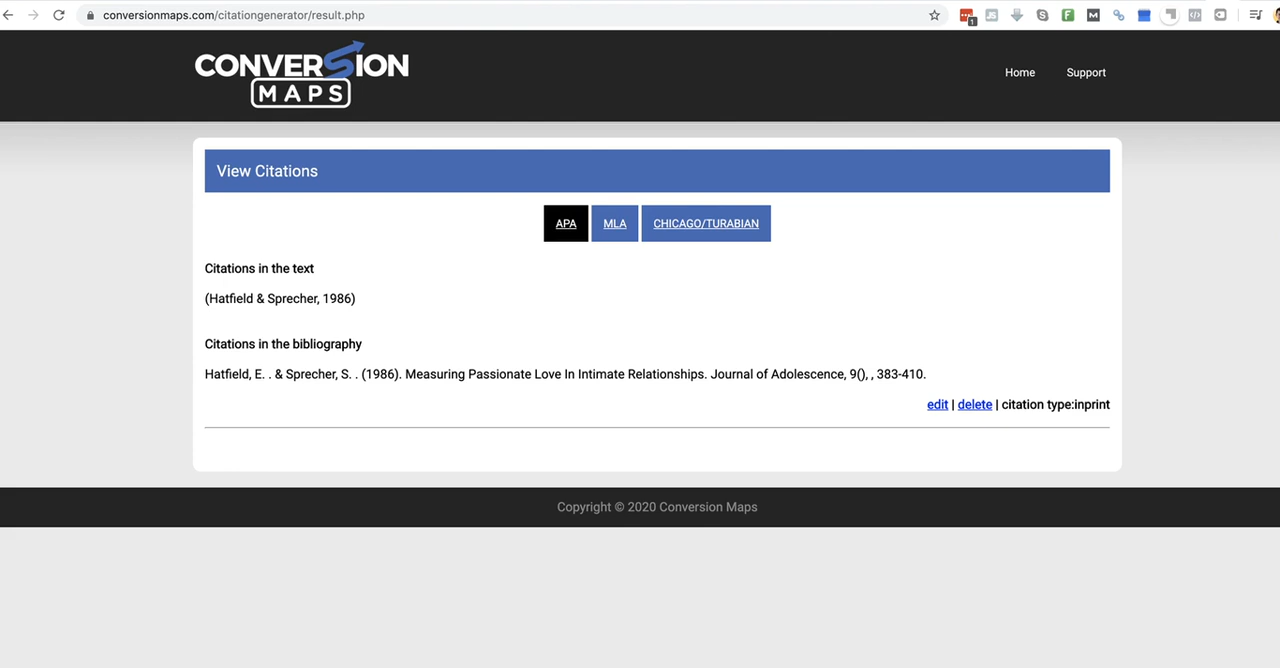 conversionmaps.com/citationgenerator/result.php
1
CONVERSION
MAPS
Home
Support
View Citations
APA
MLA
CHICAGO/TURABIAN
Citations in the text
(Hatfield & Sprecher, 1986)
Citations in the bibliography
Hatfield, E. . & Sprecher, S. . (1986). Measuring Passionate Love In Intimate Relationships. Journal of Adolescence, 9(), , 383-410.
edit | delete | citation type:inprint
Copyright © 2020 Conversion Maps